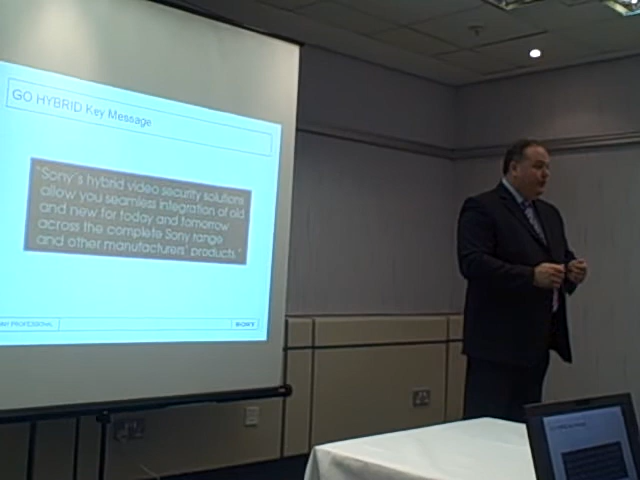 GO HYBRID Key Message
"Sony's hybrid video security solutions
allow you seamless integration of old
and new for today and tomorrow
across the complete Sony range
and other manufacturers' products."
PROFESSIONAL
SONY